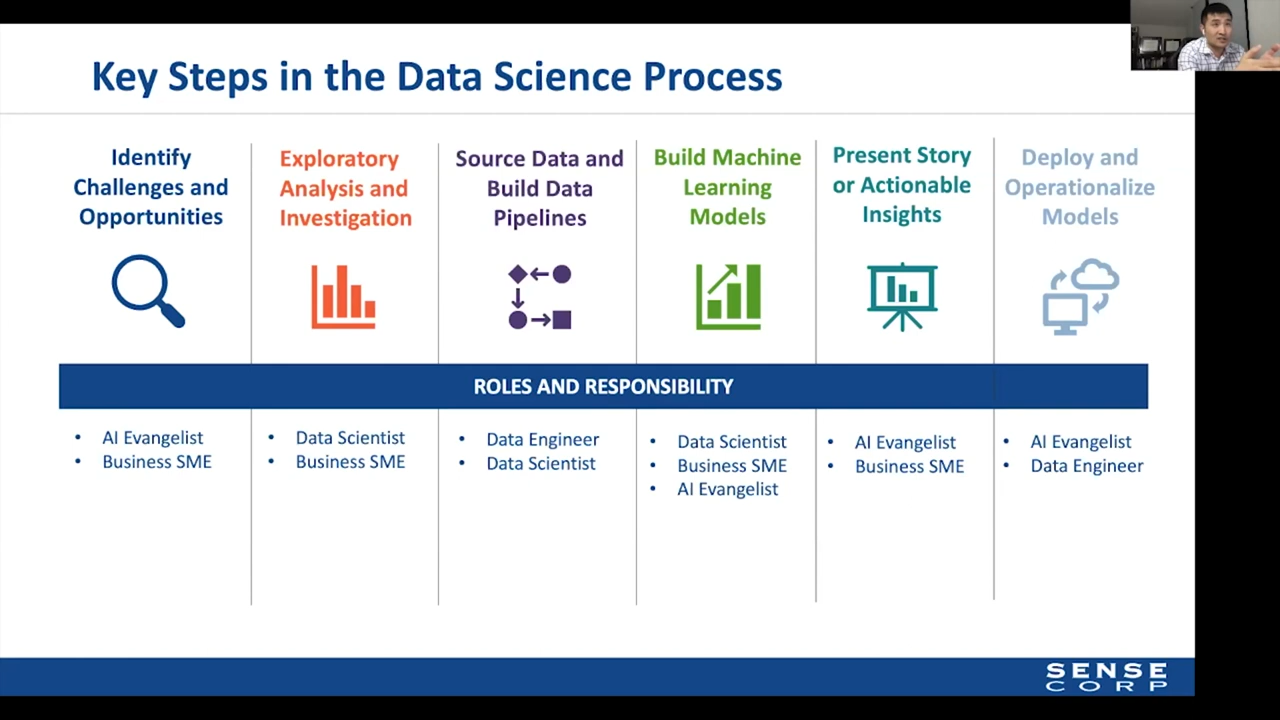 Key Steps in the Data Science Process
Identify
Challenges and
Opportunities
Exploratory
Analysis and
Investigation
Source Data and
Build Data
Pipelines
Build Machine
Learning
Models
Present Story
or Actionable
Insights
Deploy and
Operationalize
Models
ROLES AND RESPONSIBILITY
• AI Evangelist
• Business SME
• Data Scientist
• Business SME
• Data Engineer
• Data Scientist
• Data Scientist
• Business SME
• AI Evangelist
• AI Evangelist
• Business SME
• AI Evangelist
• Data Engineer
SENSE
CORP